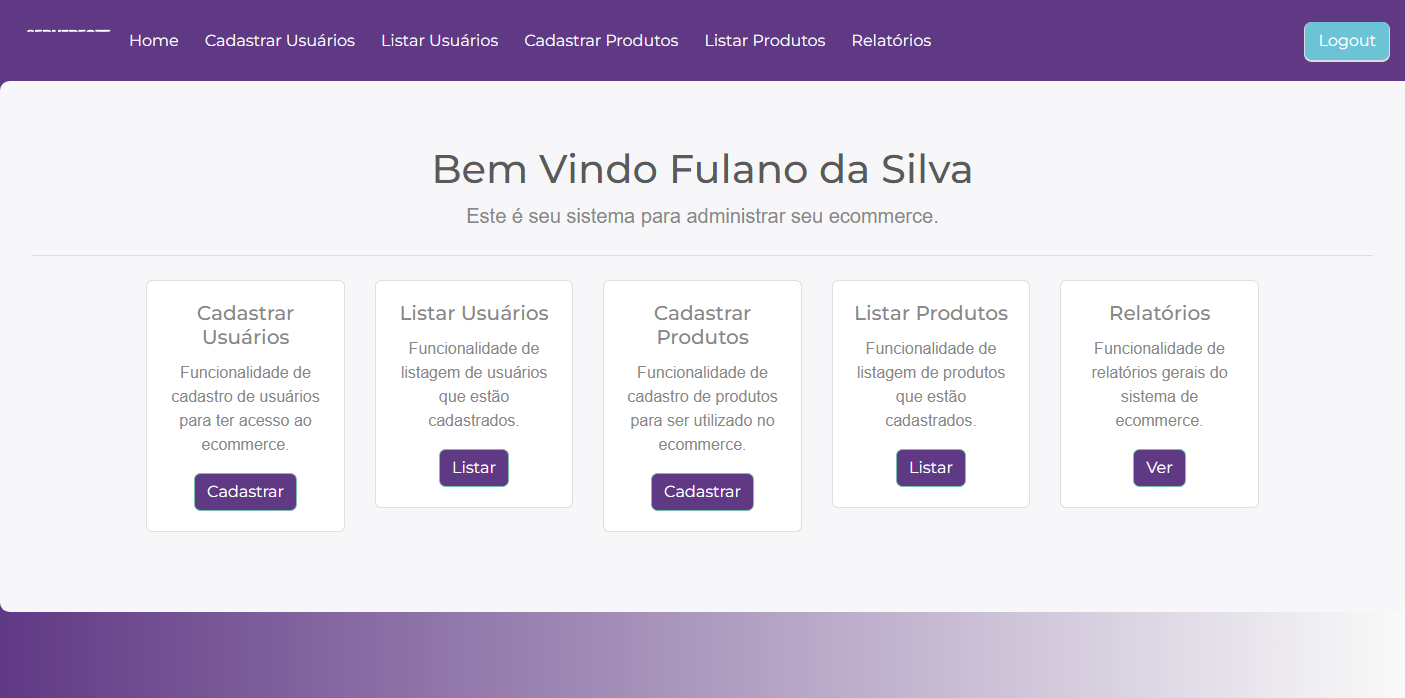 Home Cadastrar Usuários Listar Usuários Cadastrar Produtos Listar Produtos Relatórios Logout
Bem Vindo Fulano da Silva
Este é seu sistema para administrar seu ecommerce.
Cadastrar
Usuários
Funcionalidade de
cadastro de usuários
para ter acesso ao
ecommerce.
Cadastrar
Listar Usuários
Funcionalidade de
listagem de usuários
que estão
cadastrados.
Listar
Cadastrar
Produtos
Funcionalidade de
cadastro de produtos
para ser utilizado no
ecommerce.
Cadastrar
Listar Produtos
Funcionalidade de
listagem de produtos
que estão
cadastrados.
Listar
Relatórios
Funcionalidade de
relatórios gerais do
sistema de
ecommerce.
Ver